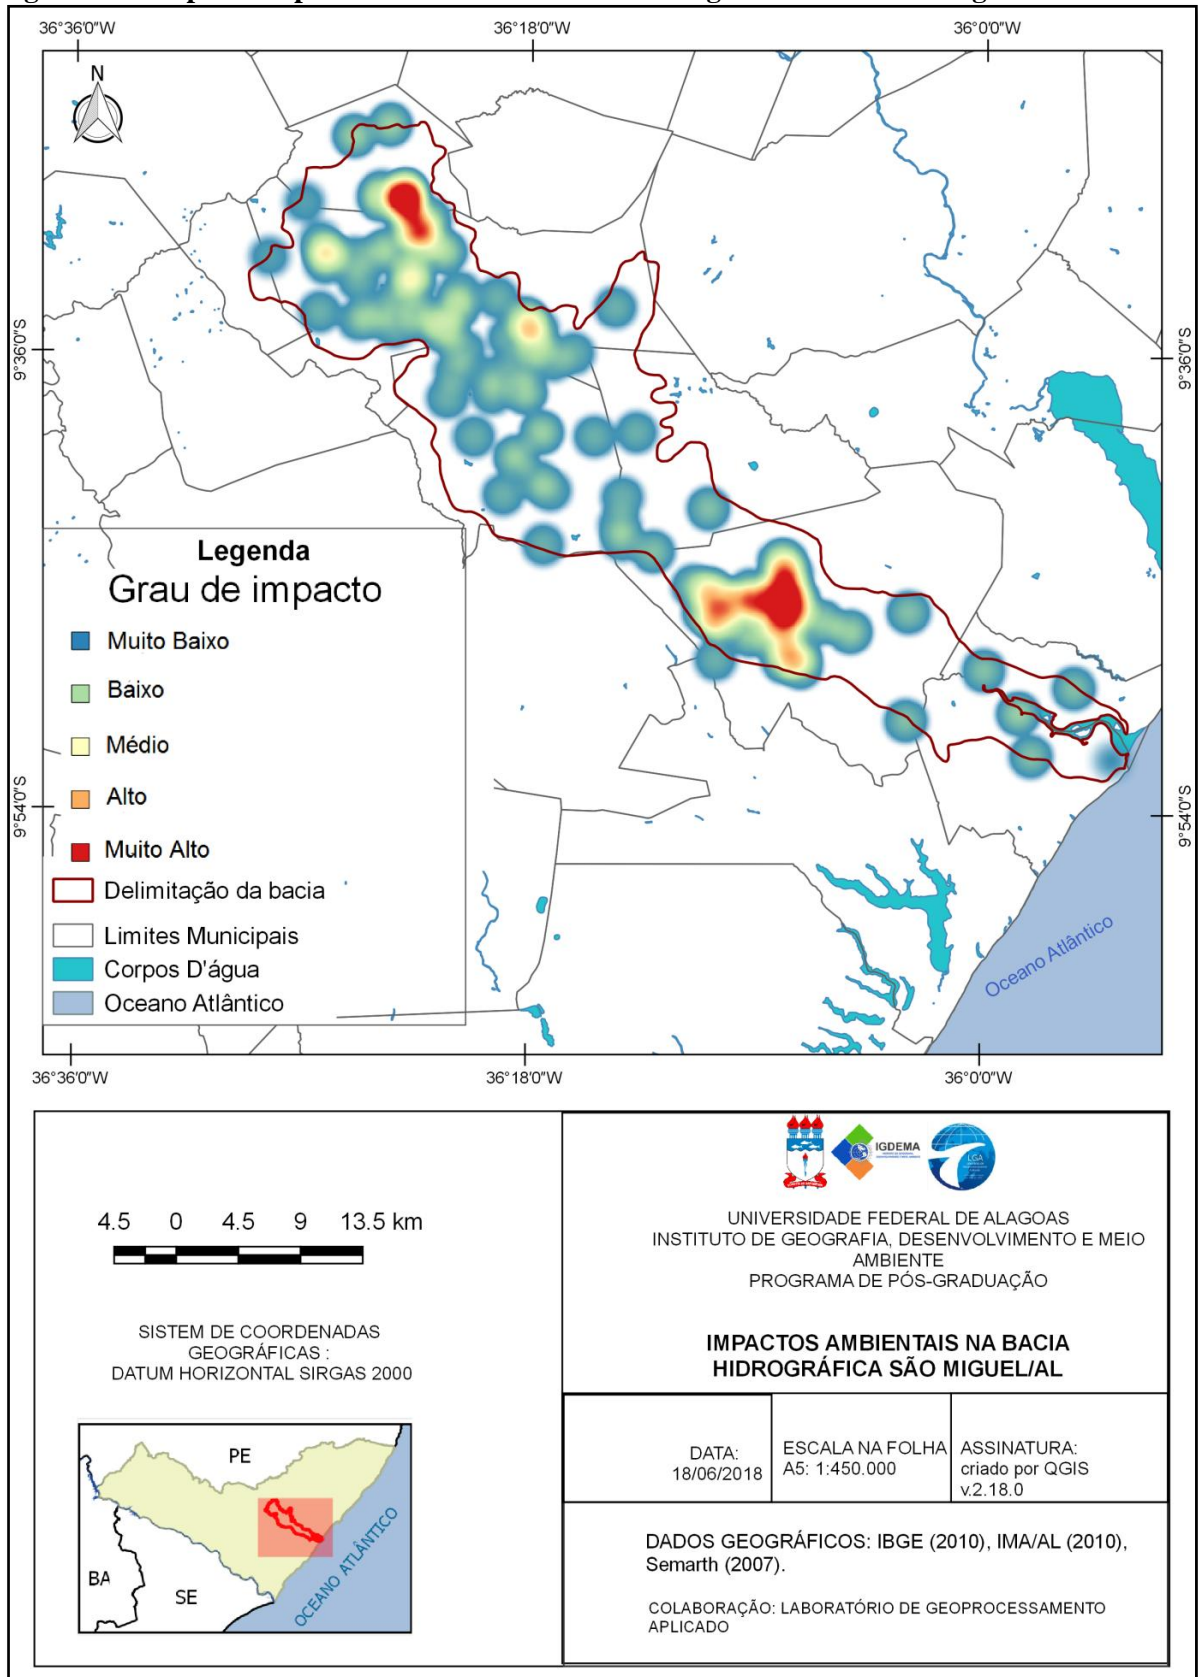 36°36'0"W
36°18'0"W
36°0'0"W
N
9°36'0"S
9°36'0"S
Legenda
Grau de impacto
Muito Baixo
Baixo
Médio
Alto
Muito Alto
Delimitação da bacia
Limites Municipais
Corpos D'água
Oceano Atlântico
9°54'0"S
9°54'0"S
Oceano Atlântico
36°36'0"W
36°18'0"W
36°0'0"W
4.5 0 4.5 9 13.5 km
SISTEM DE COORDENADAS
GEOGRÁFICAS :
DATUM HORIZONTAL SIRGAS 2000
PE
BA
SE
OCEANO ATLÂNTICO
IGDEMA
LGA
UNIVERSIDADE FEDERAL DE ALAGOAS
INSTITUTO DE GEOGRAFIA, DESENVOLVIMENTO E MEIO
AMBIENTE
PROGRAMA DE PÓS-GRADUAÇÃO
IMPACTOS AMBIENTAIS NA BACIA
HIDROGRÁFICA SÃO MIGUEL/AL
DATA:
18/06/2018
ESCALA NA FOLHA
A5: 1:450.000
ASSINATURA:
criado por QGIS
v.2.18.0
DADOS GEOGRÁFICOS: IBGE (2010), IMA/AL (2010),
Semarth (2007).
COLABORAÇÃO: LABORATÓRIO DE GEOPROCESSAMENTO
APLICADO